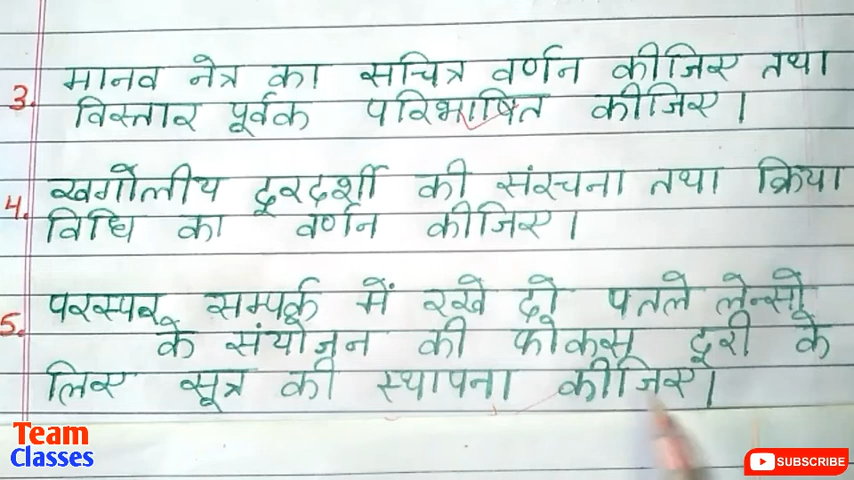 3. मानव नेत्र का सचित्र वर्णन कीजिए तथा
विस्तार पूर्वक परिभाषित कीजिए।
4. खगोलीय दूरदर्शी की संरचना तथा क्रिया
विधि का वर्णन कीजिए।
5. परस्पर सम्पर्क में रखे दो पतले लेन्सो
के संयोजन की फोकस दूरी के
लिए सूत्र की स्थापना कीजिए।
Team
Classes
SUBSCRIBE